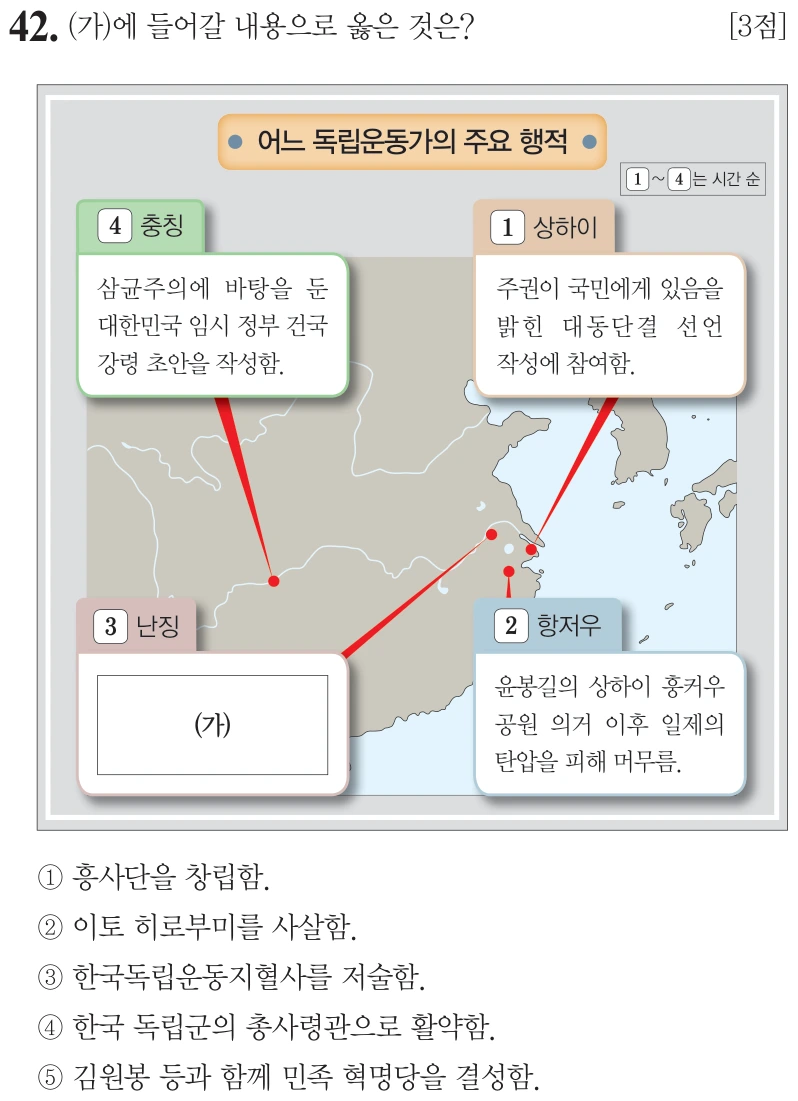 42. (가)에 들어갈 내용으로 옳은 것은? [3점]
어느 독립운동가의 주요 행적
1 ~ 4 는 시간 순
4 충칭
삼균주의에 바탕을 둔
대한민국 임시 정부 건국
강령 초안을 작성함.
1 상하이
주권이 국민에게 있음을
밝힌 대동단결 선언
작성에 참여함.
3 난징
(가)
2 항저우
윤봉길의 상하이 훙커우
공원 의거 이후 일제의
탄압을 피해 머무름.
① 흥사단을 창립함.
② 이토 히로부미를 사살함.
③ 한국독립운동지혈사를 저술함.
④ 한국 독립군의 총사령관으로 활약함.
⑤ 김원봉 등과 함께 민족 혁명당을 결성함.